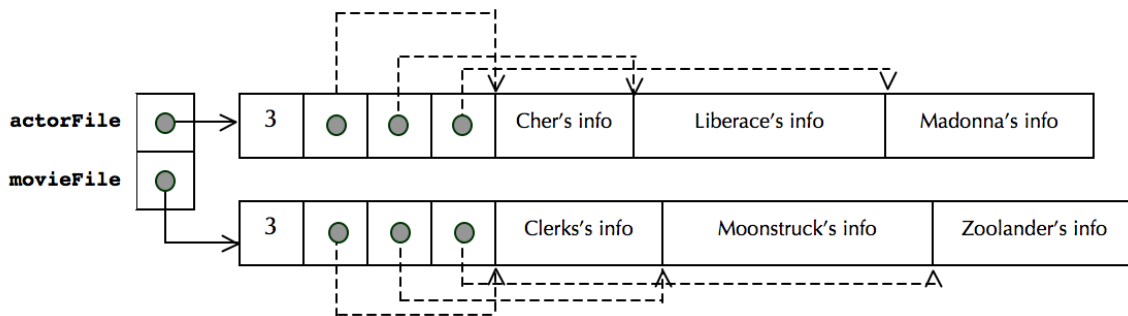 actorFile
3 Cher's info Liberace's info Madonna's info
movieFile
3 Clerks's info Moonstruck's info Zoolander's info